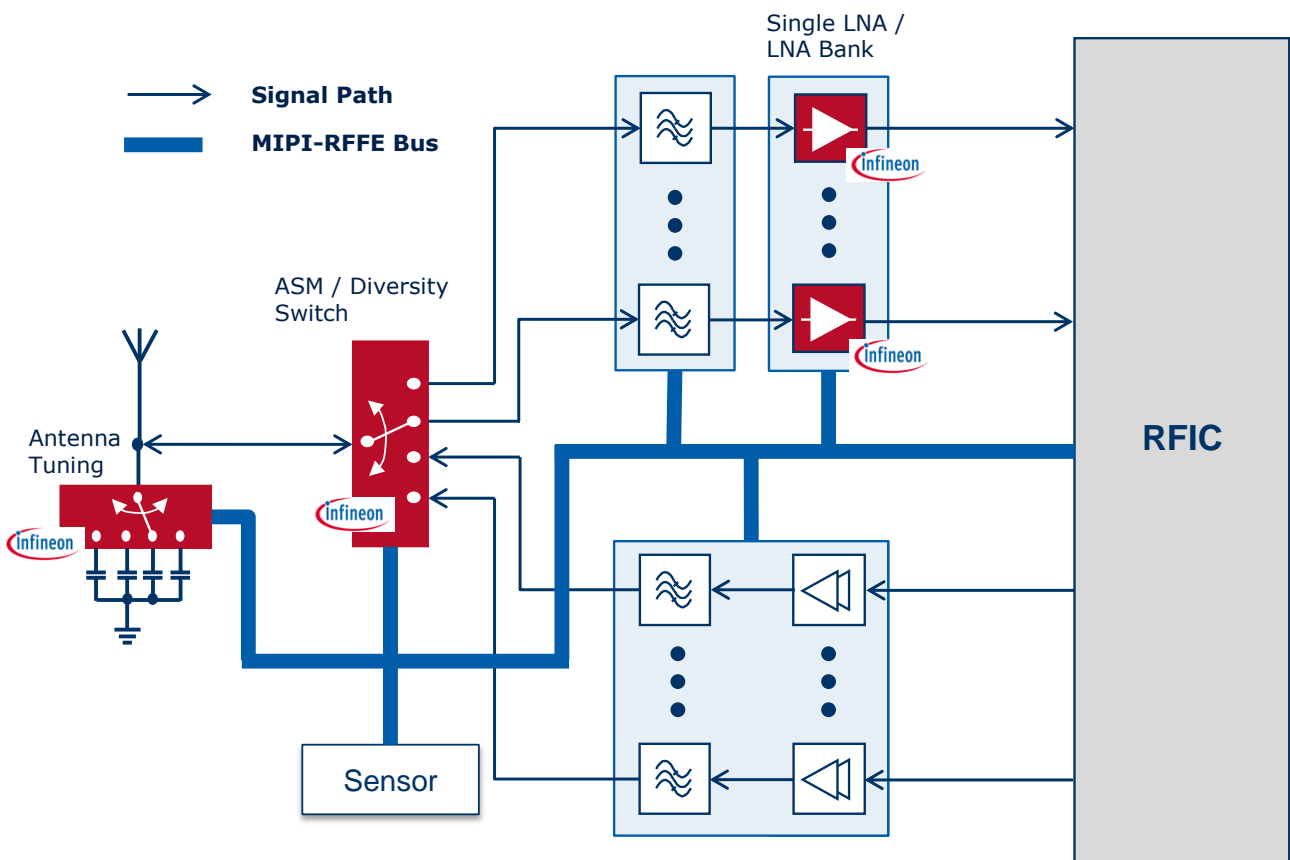 Single LNA /
LNA Bank
Signal Path
MIPI-RFFE Bus
infineon
ASM / Diversity
Switch
infineon
Antenna
Tuning
RFIC
infineon
infineon
Sensor